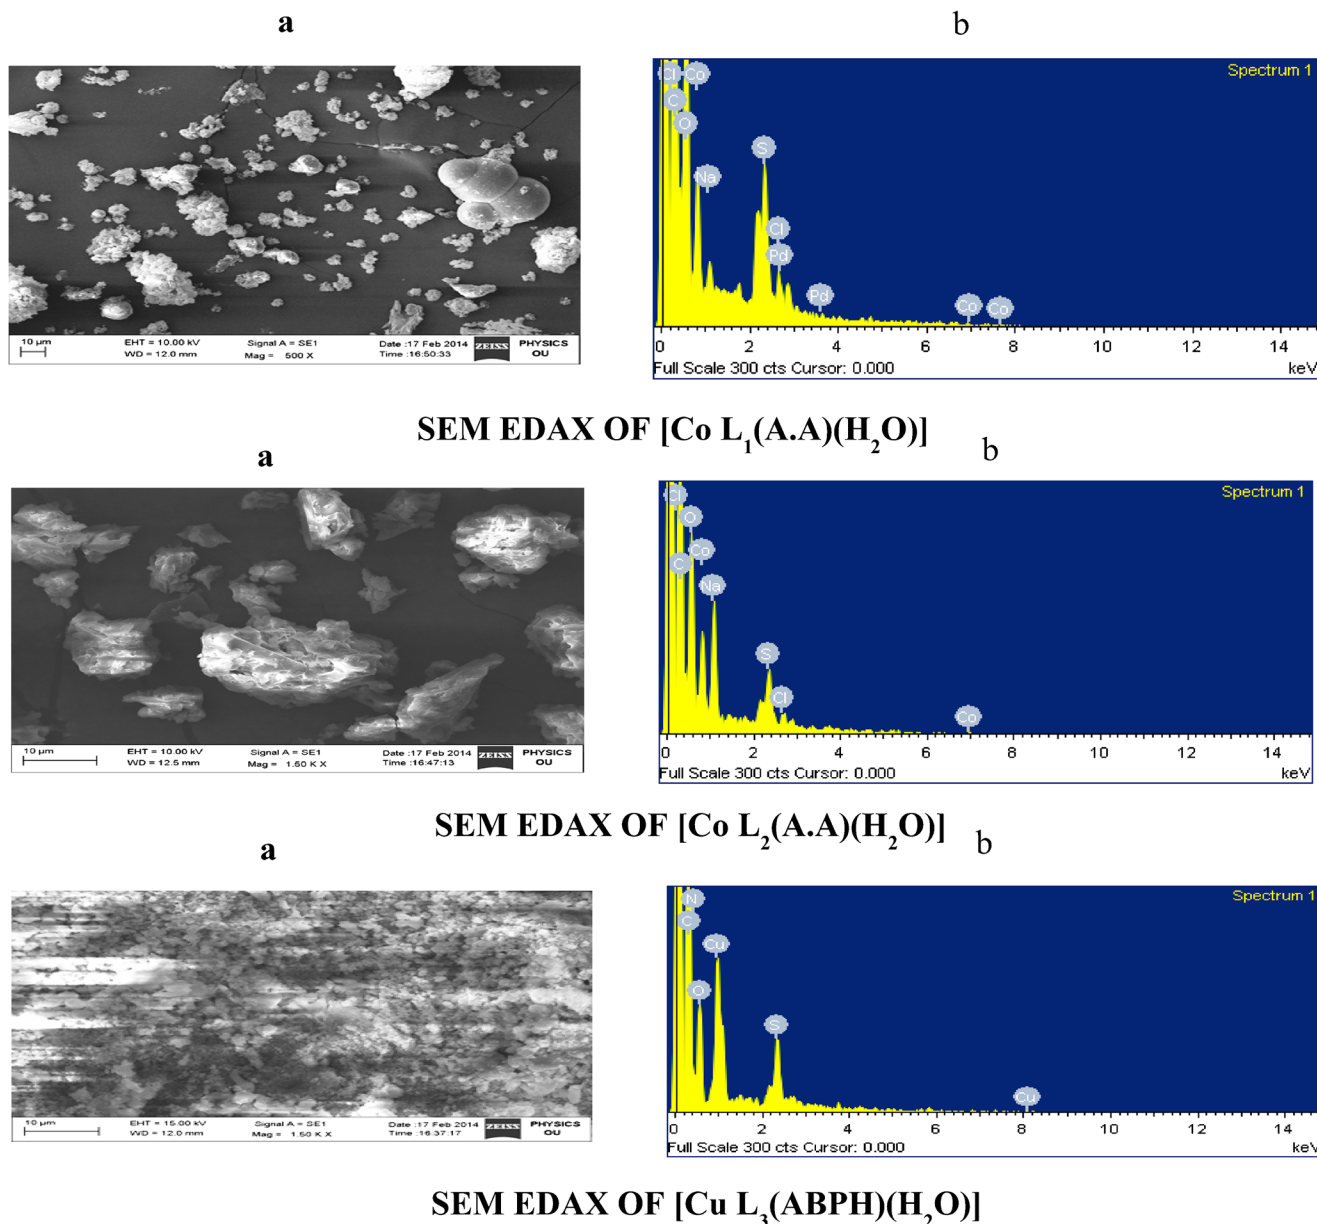 a
b
10 µm
EHT = 10.00 kV
WD = 12.0 mm
Signal A = SE1
Mag = 500 X
Date :17 Feb 2014
Time :16:50:33
ZEISS
PHYSICS
OU
Spectrum 1
Cl
Co
C
O
Na
S
Cl
Pd
Pd
Co
Co
0 2 4 6 8 10 12 14
Full Scale 300 cts Cursor: 0.000
keV
SEM EDAX OF [Co L1(A.A)(H2O)]
a
b
10 µm
EHT = 10.00 kV
WD = 12.5 mm
Signal A = SE1
Mag = 1.50 K X
Date :17 Feb 2014
Time :16:47:13
ZEISS
PHYSICS
OU
Spectrum 1
Cl
O
Co
C
Na
S
Cl
Co
0 2 4 6 8 10 12 14
Full Scale 300 cts Cursor: 0.000
keV
SEM EDAX OF [Co L2(A.A)(H2O)]
a
b
10 µm
EHT = 15.00 kV
WD = 12.0 mm
Signal A = SE1
Mag = 1.50 K X
Date :17 Feb 2014
Time :16:37:17
ZEISS
PHYSICS
OU
Spectrum 1
N
C
Cu
O
S
Cu
0 2 4 6 8 10 12 14
Full Scale 300 cts Cursor: 0.000
keV
SEM EDAX OF [Cu L3(ABPH)(H2O)]